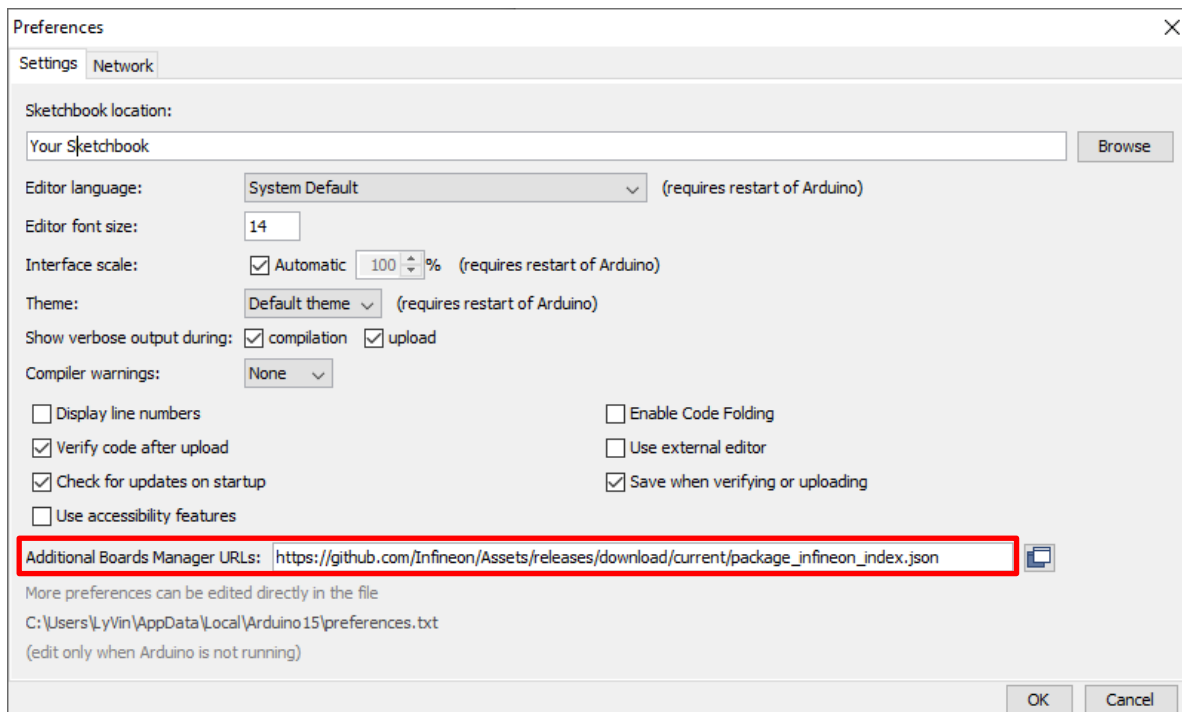 Preferences
Settings Network
Sketchbook location:
Your Sketchbook Browse
Editor language: System Default (requires restart of Arduino)
Editor font size: 14
Interface scale: Automatic 100 % (requires restart of Arduino)
Theme: Default theme (requires restart of Arduino)
Show verbose output during: compilation upload
Compiler warnings: None
Display line numbers Enable Code Folding
Verify code after upload Use external editor
Check for updates on startup Save when verifying or uploading
Use accessibility features
Additional Boards Manager URLs: https://github.com/Infineon/Assets/releases/download/current/package_infineon_index.json
More preferences can be edited directly in the file
C:\Users\LyVin\AppData\Local\Arduino15\preferences.txt
(edit only when Arduino is not running)
OK Cancel